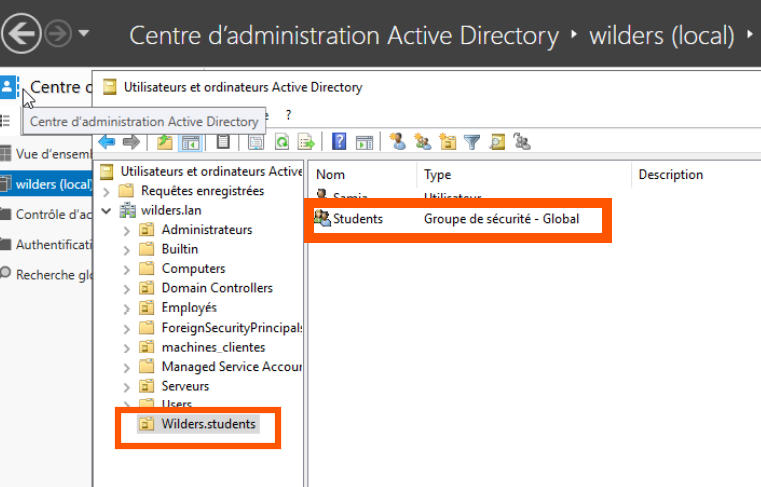 Centre d'administration Active Directory ‣ wilders (local) ‣
Centre d
Utilisateurs et ordinateurs Active Directory
Centre d'administration Active Directory
?
Vue d'ensem
Utilisateurs et ordinateurs Active
Nom Type Description
wilders (local)
Requêtes enregistrées
Samia Utilisateur
wilders.lan
Students Groupe de sécurité - Global
Contrôle d'ac
Administrateurs
Authentificati
Builtin
Recherche glo
Computers
Domain Controllers
Employés
ForeignSecurityPrincipals
machines_clientes
Managed Service Accour
Serveurs
Users
Wilders.students